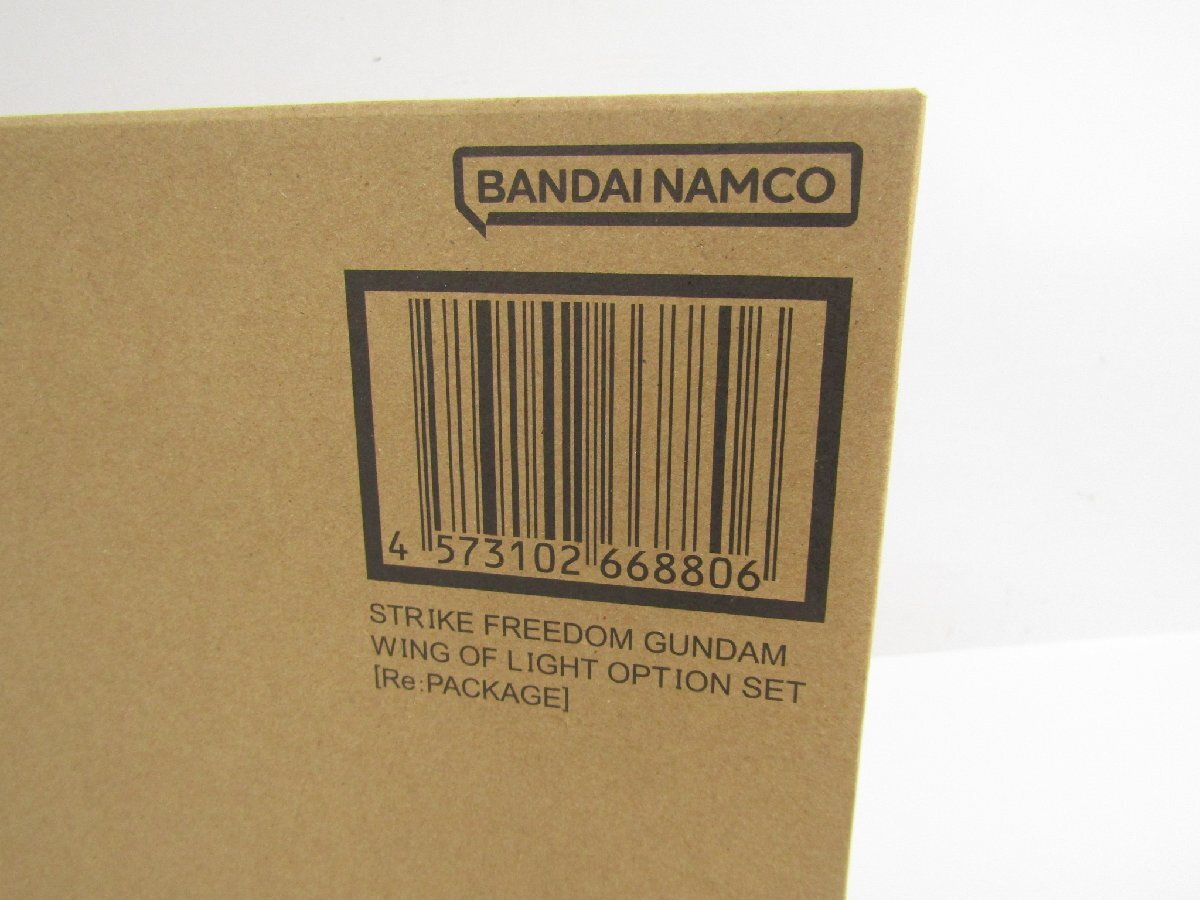 BANDAI NAMCO
4 573102 668806
STRIKE FREEDOM GUNDAM
WING OF LIGHT OPTION SET
[Re:PACKAGE]